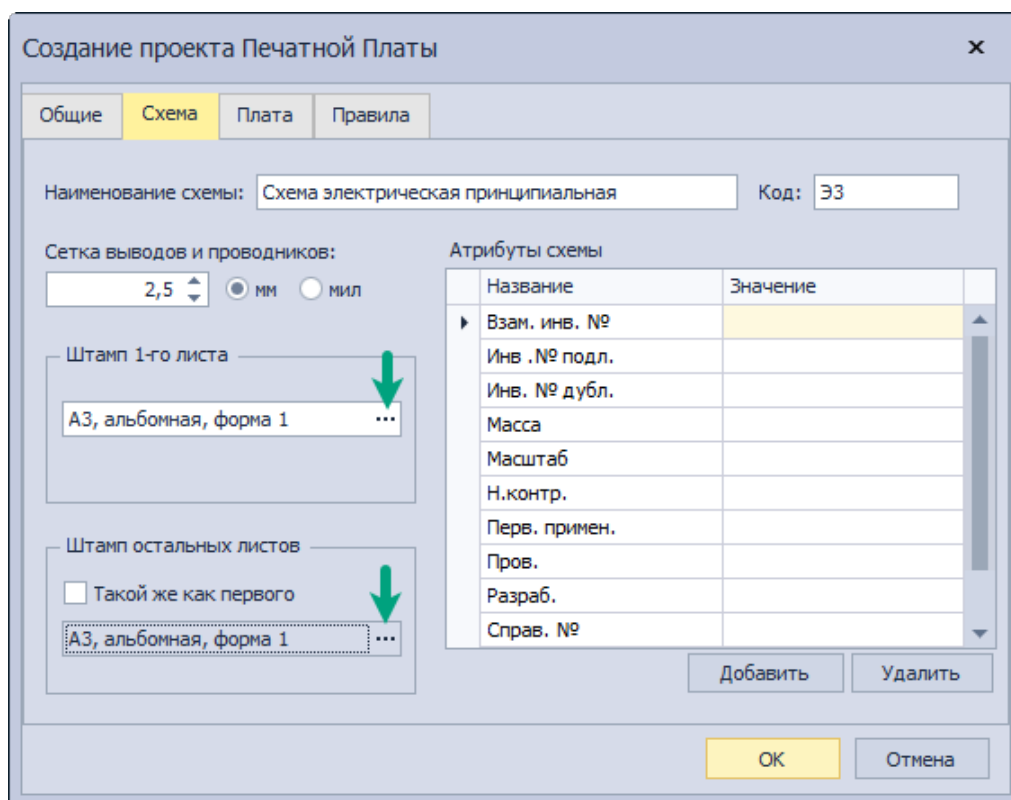 Создание проекта Печатной Платы
Общие Схема Плата Правила
Наименование схемы: Схема электрическая принципиальная Код: ЭЗ
Сетка выводов и проводников:
2,5 мм мил
Штамп 1-го листа
А3, альбомная, форма 1 ...
Штамп остальных листов
Такой же как первого
А3, альбомная, форма 1 ...
Атрибуты схемы
Название Значение
Взам. инв. №
Инв .№ подл.
Инв. № дубл.
Масса
Масштаб
Н.контр.
Перв. примен.
Пров.
Разраб.
Справ. №
Добавить Удалить
ОК Отмена